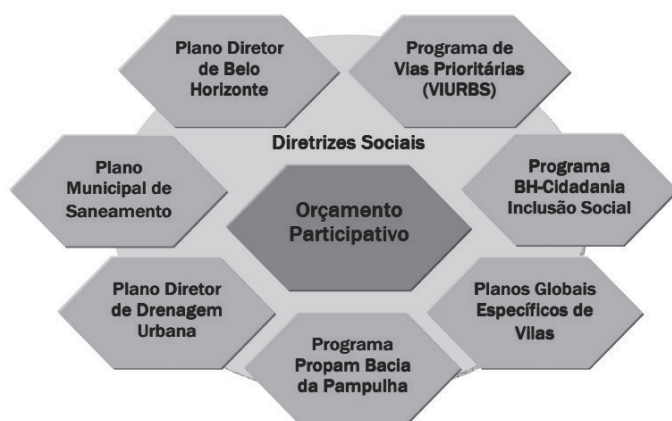 Plano Diretor
de Belo
Horizonte
Programa de
Vias Prioritárias
(VIURBS)
Diretrizes Sociais
Plano
Municipal de
Saneamento
Orçamento
Participativo
Programa
BH-Cidadania
Inclusão Social
Plano Diretor
de Drenagem
Urbana
Planos Globais
Específicos de
Vilas
Programa
Propam Bacia
da Pampulha